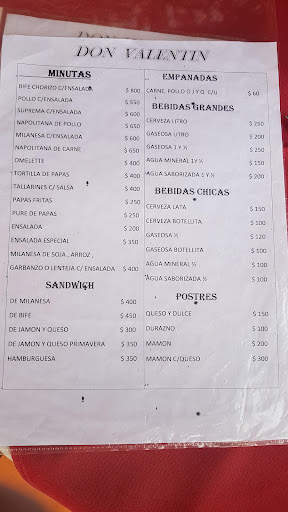 DON
DON VALENTIN
MINUTAS
BIFE CHORIZO C/ENSALADA $ 800
POLLO C/ENSALADA $ 550
SUPREMA C/ENSALADA $ 600
NAPOLITANA DE POLLO $ 650
MILANESA C/ENSALADA $ 600
NAPOLITANA DE CARNE $ 650
OMELETTE $ 400
TORTILLA DE PAPAS $ 400
TALLARINES C/ SALSA $ 400
PAPAS FRITAS $ 250
PURE DE PAPAS $ 250
ENSALADA $ 200
ENSALADA ESPECIAL $ 350
MILANESA DE SOJA , ARROZ ,
GARBANZO O LENTEJA C/ ENSALADA $ 400
SANDWICH
DE MILANESA $ 400
DE BIFE $ 450
DE JAMON Y QUESO $ 300
DE JAMON Y QUESO PRIMAVERA $ 350
HAMBURGUESA $ 350
EMPANADAS
CARNE, POLLO O J Y Q C/U $ 60
BEBIDAS GRANDES
CERVEZA LITRO $ 250
GASEOSA LITRO $ 200
GASEOSA 1 Y ½ $ 250
AGUA MINERAL 1 Y ½ $ 150
AGUA SABORIZADA 1 Y ½ $ 200
BEBIDAS CHICAS
CERVEZA LATA $ 150
CERVEZA BOTELLITA $ 100
GASEOSA ½ $ 120
GASEOSA BOTELLITA $ 100
AGUA MINERAL ½ $ 100
AGUA SABORIZADA ½ $ 100
POSTRES
QUESO Y DULCE $ 150
DURAZNO $ 100
MAMON $ 200
MAMON C/QUESO $ 300